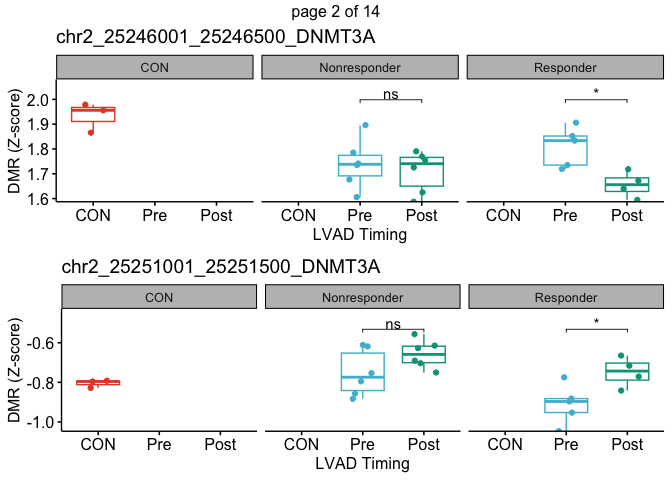 page 2 of 14
chr2_25246001_25246500_DNMT3A
CON Nonresponder Responder
DMR (Z-score)
2.0
1.9
1.8
1.7
1.6
ns
*
CON Pre Post CON Pre Post CON Pre Post
LVAD Timing
chr2_25251001_25251500_DNMT3A
CON Nonresponder Responder
DMR (Z-score)
-0.6
-0.8
-1.0
ns
*
CON Pre Post CON Pre Post CON Pre Post
LVAD Timing